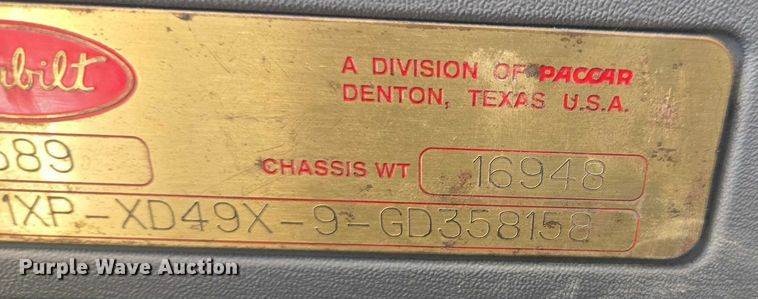 bilt
A DIVISION OF PACCAR
DENTON, TEXAS U.S.A.
689
CHASSIS WT 16948
1XP-XD49X-9-GD358158
Purple Wave Auction